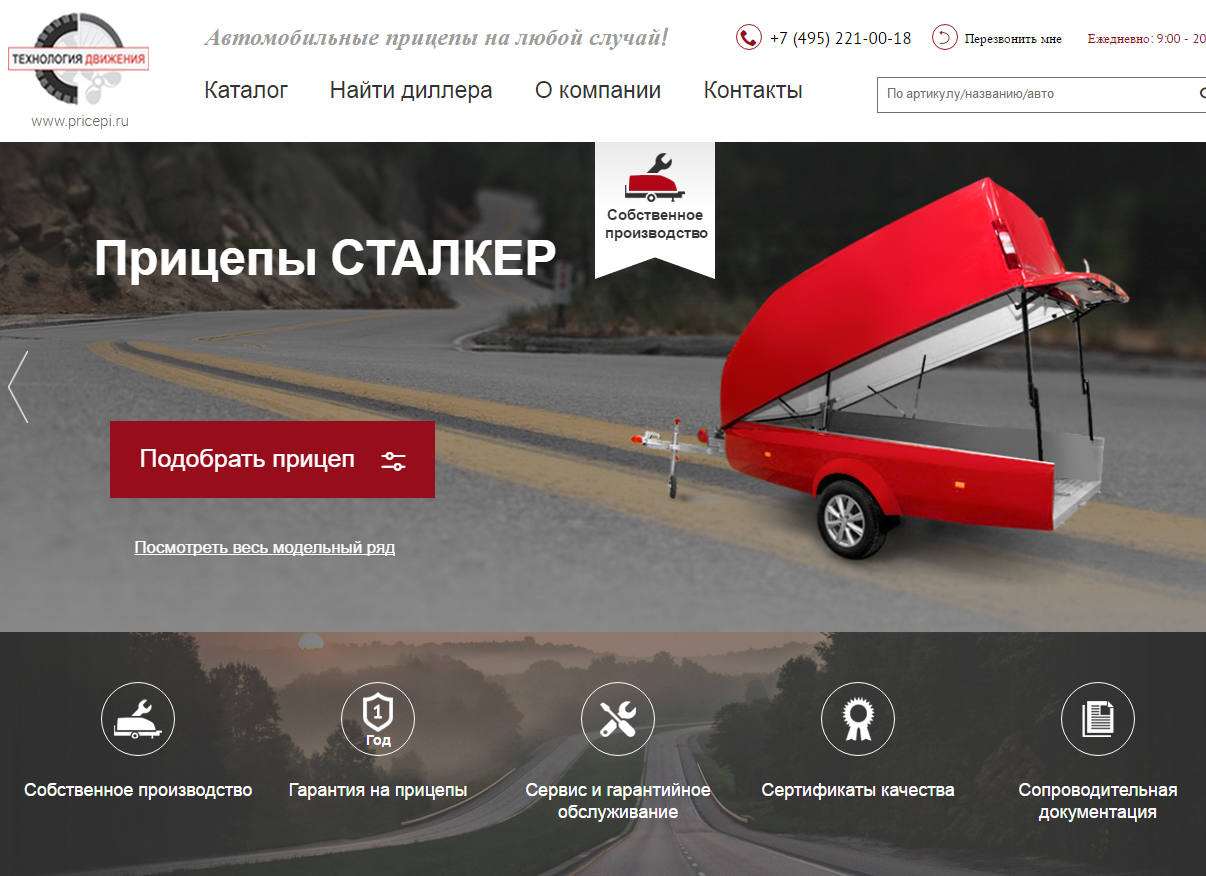 ТЕХНОЛОГИЯ ДВИЖЕНИЯ
www.pricepi.ru
Автомобильные прицепы на любой случай!
+7 (495) 221-00-18
Перезвонить мне
Ежедневно: 9:00 - 20
Каталог
Найти диллера
О компании
Контакты
По артикулу/названию/авто
Собственное
производство
Прицепы СТАЛКЕР
Подобрать прицеп
Посмотреть весь модельный ряд
1
Год
Собственное производство
Гарантия на прицепы
Сервис и гарантийное
обслуживание
Сертификаты качества
Сопроводительная
документация